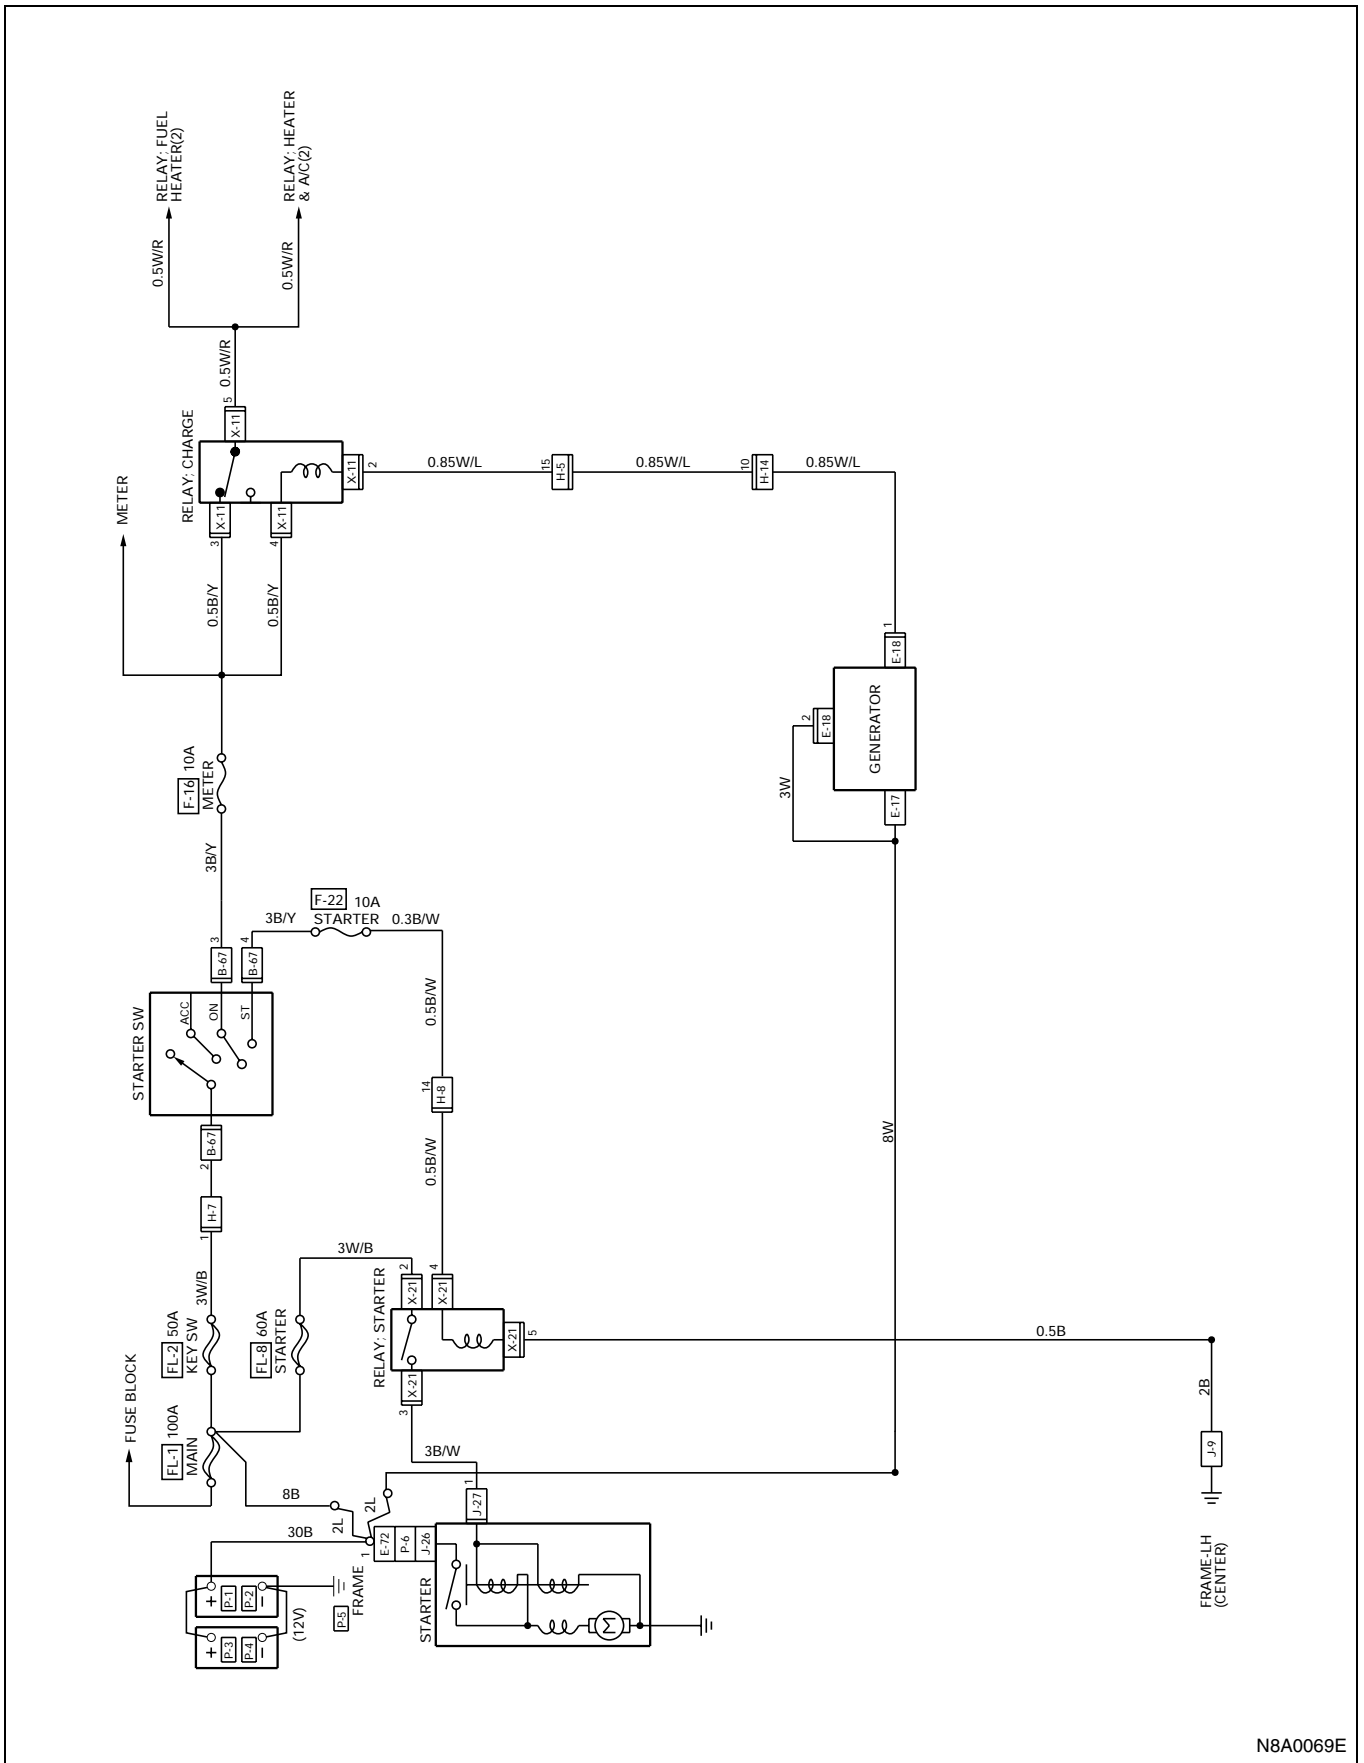 RELAY; FUEL
HEATER(2)
RELAY; HEATER
& A/C(2)
0.5W/R
0.5W/R
0.5W/R
5
X-11
RELAY; CHARGE
METER
X-11
2
0.85W/L
15
H-5
0.85W/L
10
H-14
0.85W/L
X-11
3
X-11
4
0.5B/Y
0.5B/Y
1
E-18
2
E-18
GENERATOR
3W
E-17
F-16 10A
METER
3B/Y
F-22 10A
3B/Y
STARTER
0.3B/W
3
B-67
4
B-67
STARTER SW
ACC
ON
ST
0.5B/W
14
H-8
2
B-67
8W
0.5B/W
1
H-7
3W/B
3W/B
2
X-21
4
X-21
RELAY; STARTER
FL-2 50A
KEY SW
FL-8 60A
STARTER
X-21
5
0.5B
X-21
3
FUSE BLOCK
2B
FL-1 100A
MAIN
3B/W
J-9
8B
2L
2L
1
J-27
30B
1
E-72
P-6
J-26
+
P-1
P-2
−
P-5
FRAME
STARTER
M
(12V)
+
P-3
P-4
−
FRAME-LH
(CENTER)
N8A0069E